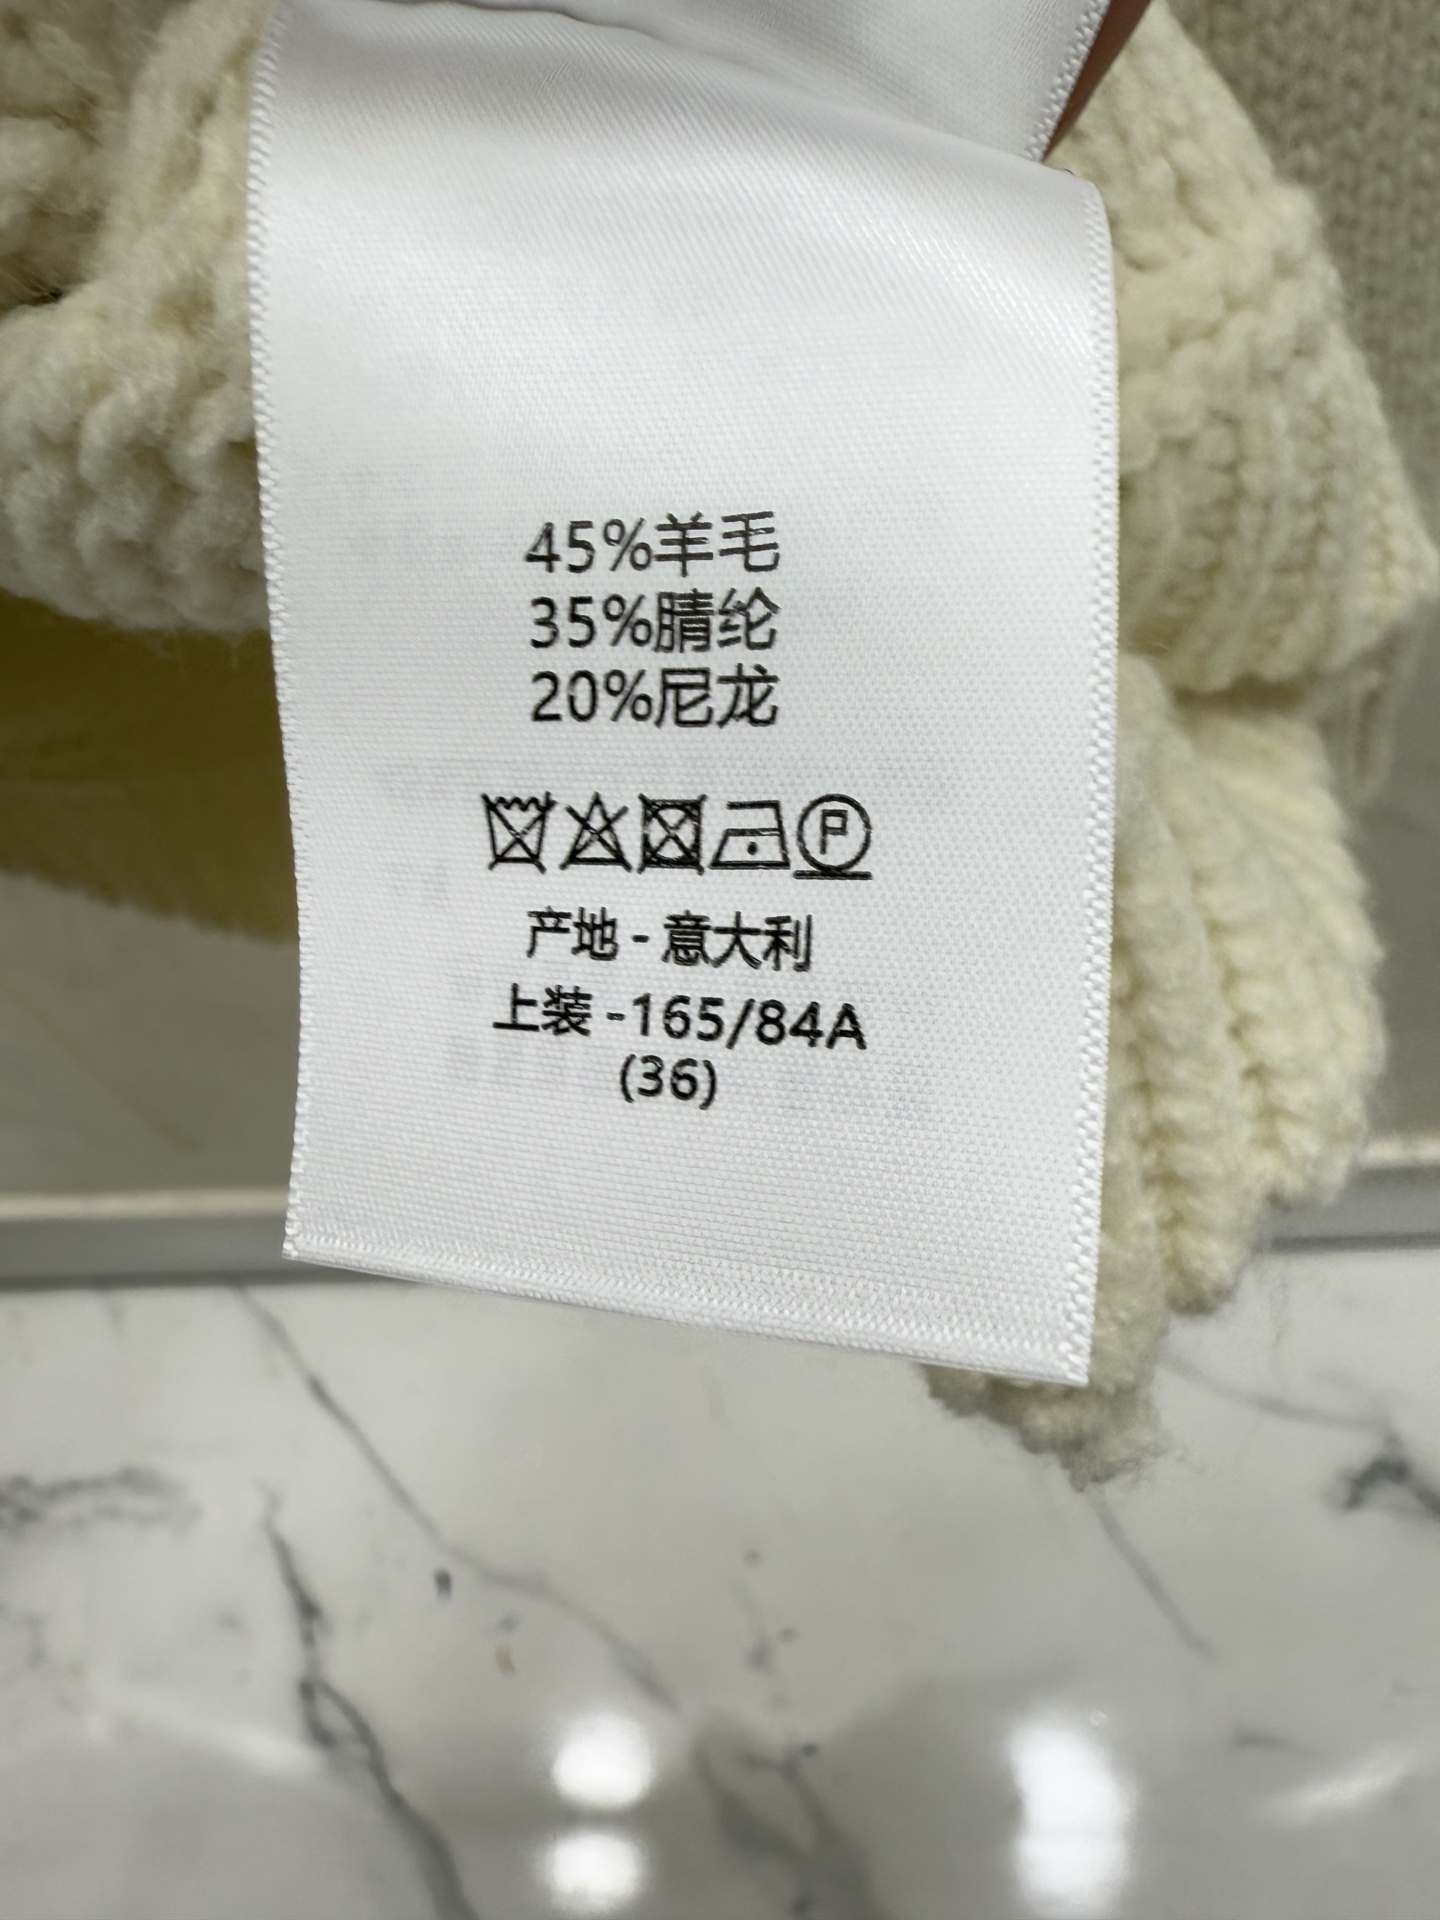 45%羊毛
35%腈纶
20%尼龙
P
产地 - 意大利
上装 -165/84A
(36)